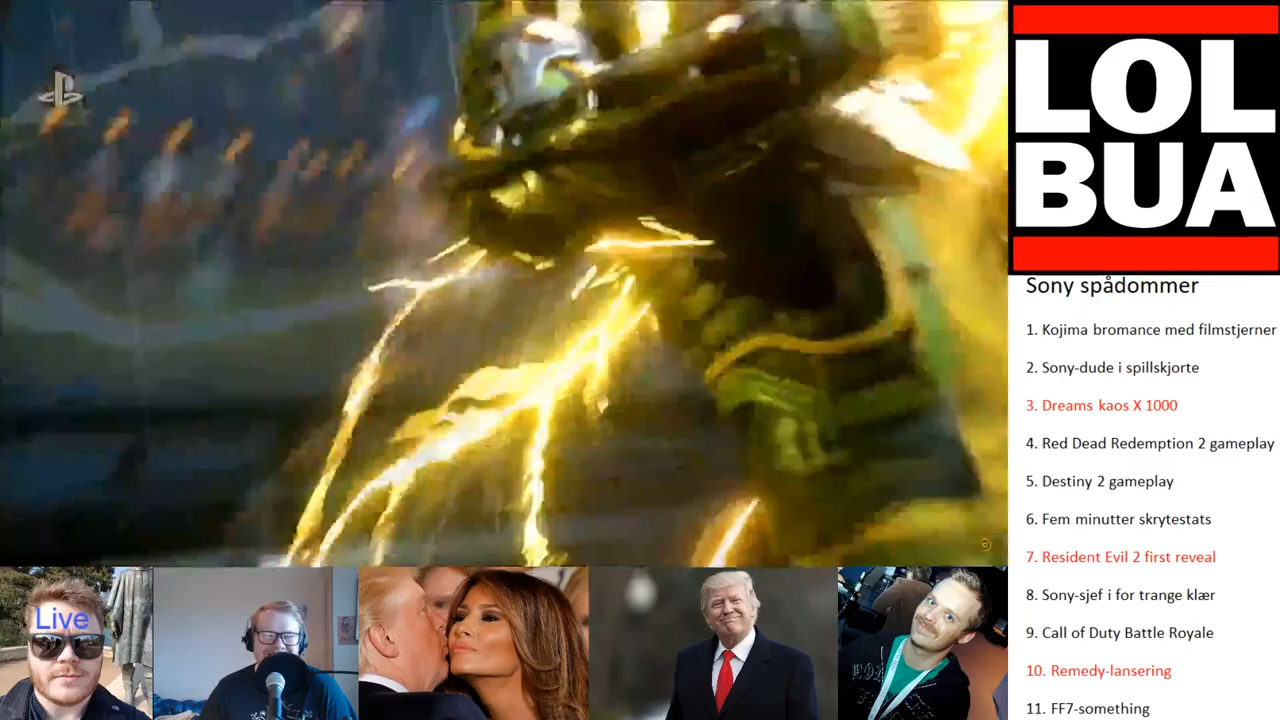 LOL
BUA
Sony spådommer
1. Kojima bromance med filmstjerner
2. Sony-dude i spillskjorte
3. Dreams kaos X 1000
4. Red Dead Redemption 2 gameplay
5. Destiny 2 gameplay
6. Fem minutter skrytestats
7. Resident Evil 2 first reveal
8. Sony-sjef i for trange klær
9. Call of Duty Battle Royale
10. Remedy-lansering
11. FF7-something
Live